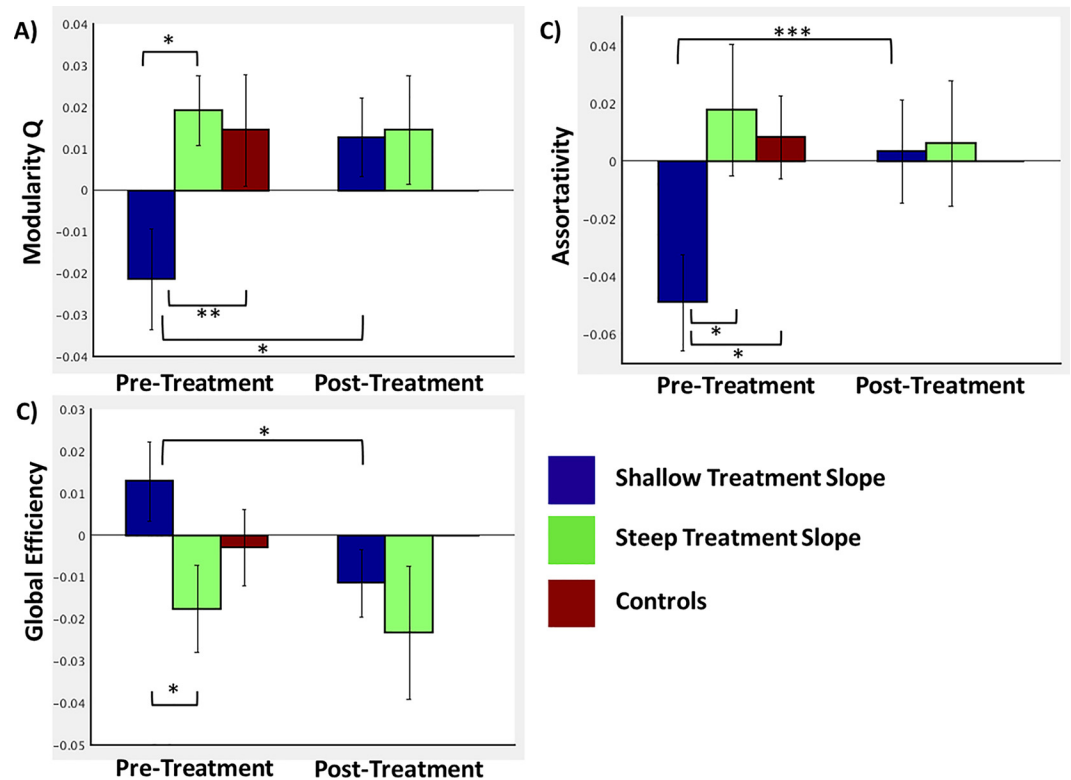 A)
0.04
0.03
0.02
0.01
0
−0.01
−0.02
−0.03
−0.04
Modularity Q
*
**
*
Pre-Treatment Post-Treatment
C)
0.04
0.02
0
−0.02
−0.04
−0.06
Assortativity
***
*
*
Pre-Treatment Post-Treatment
C)
0.03
0.02
0.01
0
−0.01
−0.02
−0.03
−0.04
−0.05
Global Efficiency
*
*
Pre-Treatment Post-Treatment
Shallow Treatment Slope
Steep Treatment Slope
Controls